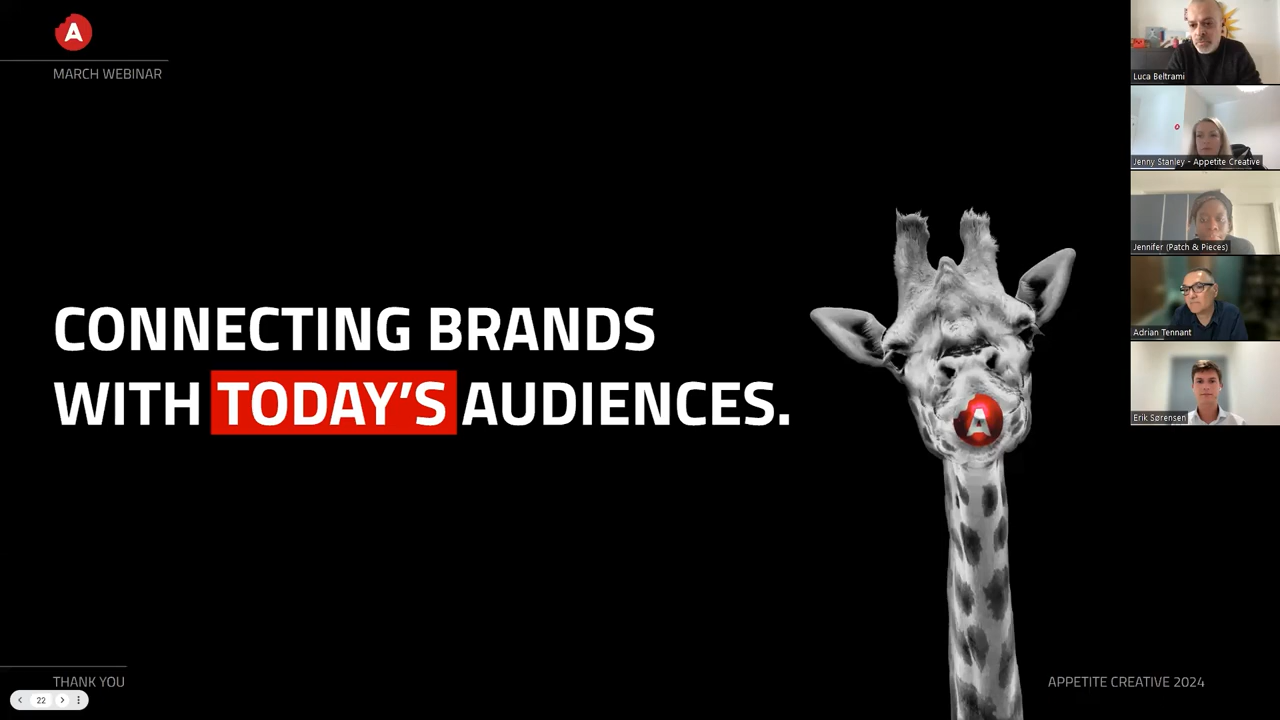 A
MARCH WEBINAR
CONNECTING BRANDS
WITH TODAY'S AUDIENCES.
A
THANK YOU
22
APPETITE CREATIVE 2024
Luca Beltrami
Jenny Stanley - Appetite Creative
Jennifer (Patch & Pieces)
Adrian Tennant
Erik Sørensen